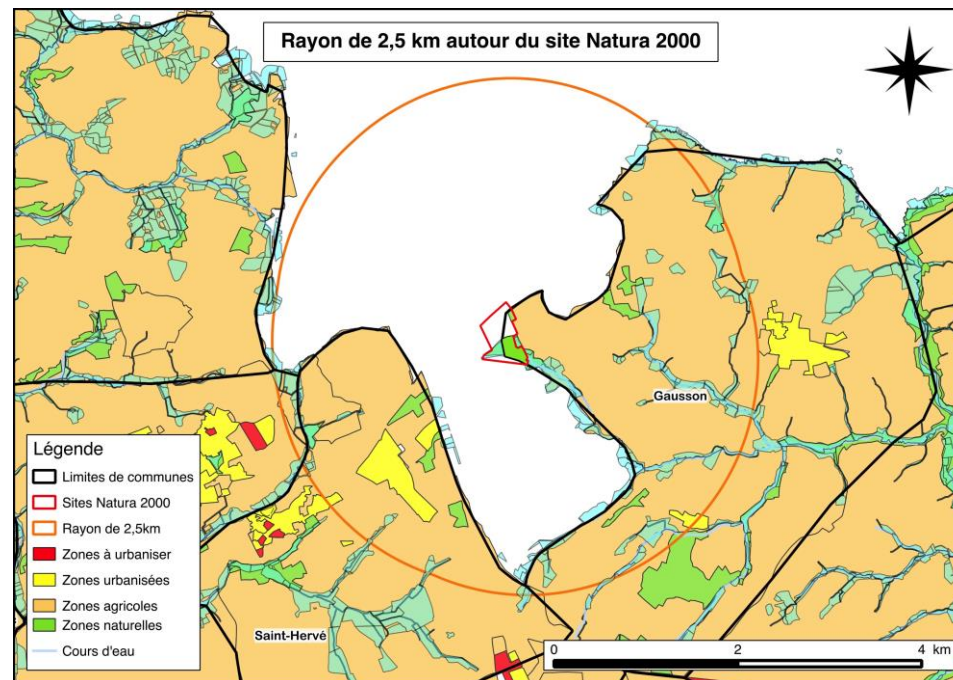 Rayon de 2,5 km autour du site Natura 2000
Gausson
Légende
Limites de communes
Sites Natura 2000
Rayon de 2,5km
Zones à urbaniser
Zones urbanisées
Zones agricoles
Zones naturelles
Cours d'eau
Saint-Hervé
0 2 4 km